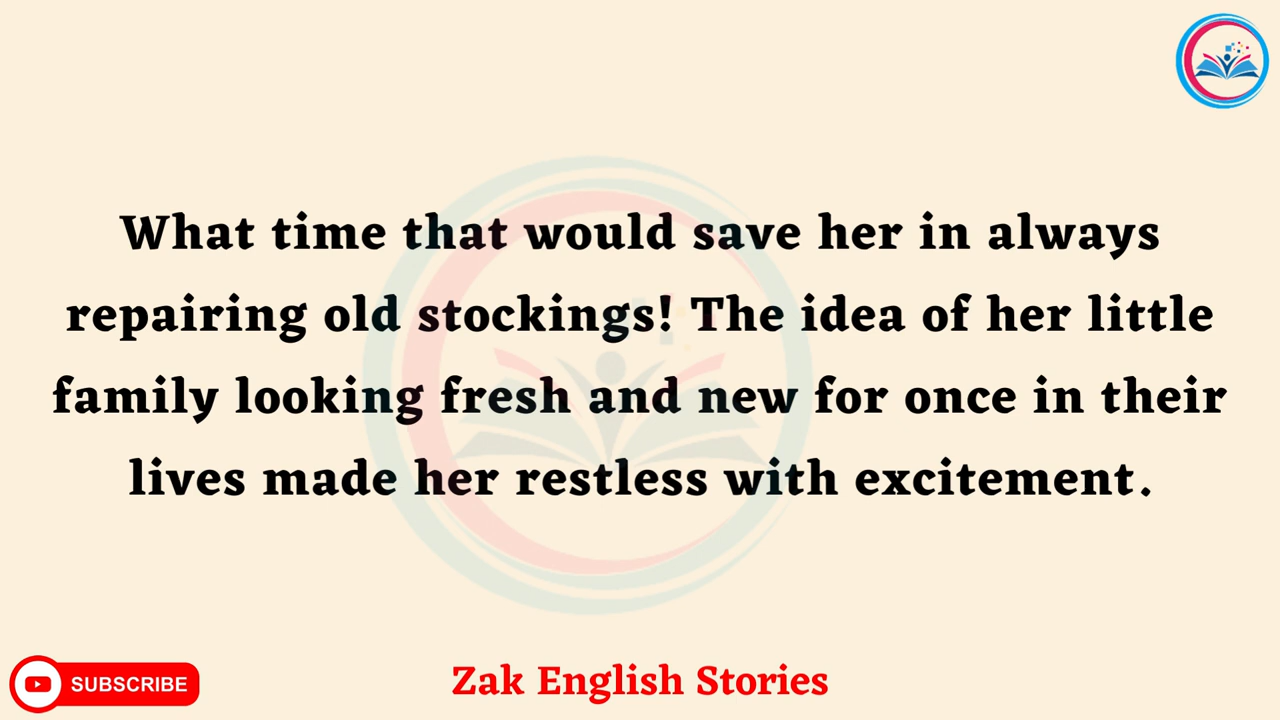 What time that would save her in always
repairing old stockings! The idea of her little
family looking fresh and new for once in their
lives made her restless with excitement.
SUBSCRIBE
Zak English Stories